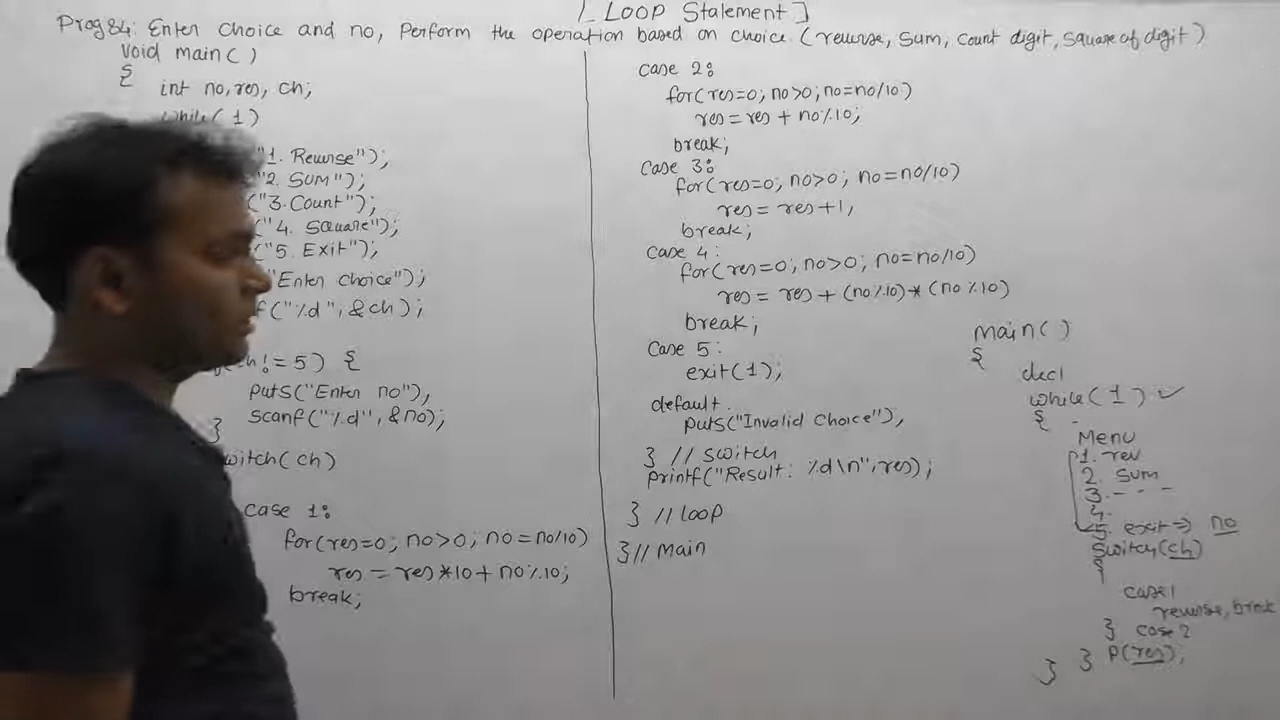 [ LOOP Statement ]
Prog 84: Enter choice and no, Perform the operation based on choice (reverse, sum, count digit, square of digit)
void main( )
{
int no, res, ch;
while( 1 )
"1. Reverse");
"2. SUM");
("3. Count");
("4. Square");
("5. Exit");
"Enter choice");
f("%d", &ch);
(ch != 5) {
puts("Enter no"),
scanf("%d", &no);
}
witch( ch )
case 1:
for(res=0; no>0; no = no/10)
res = res*10 + no%10;
break;
case 2:
for(res=0; no>0; no=no/10)
res = res + no%10;
break;
case 3:
for(res=0; no>0; no=no/10)
res = res+1,
break;
case 4:
for(res=0; no>0; no=no/10)
res = res + (no%10)*(no%10)
break;
case 5:
exit(1);
default.
puts("Invalid choice"),
} // switch
printf("Result: %d\n", res);
} // loop
} // Main
main( )
{
decl
while( 1 ) ✓
{
Menu
1. rev
2. sum
3. - - -
4.
5. exit => no
switch(ch)
{
case 1
reverse, break
} case 2
} P(res);
}